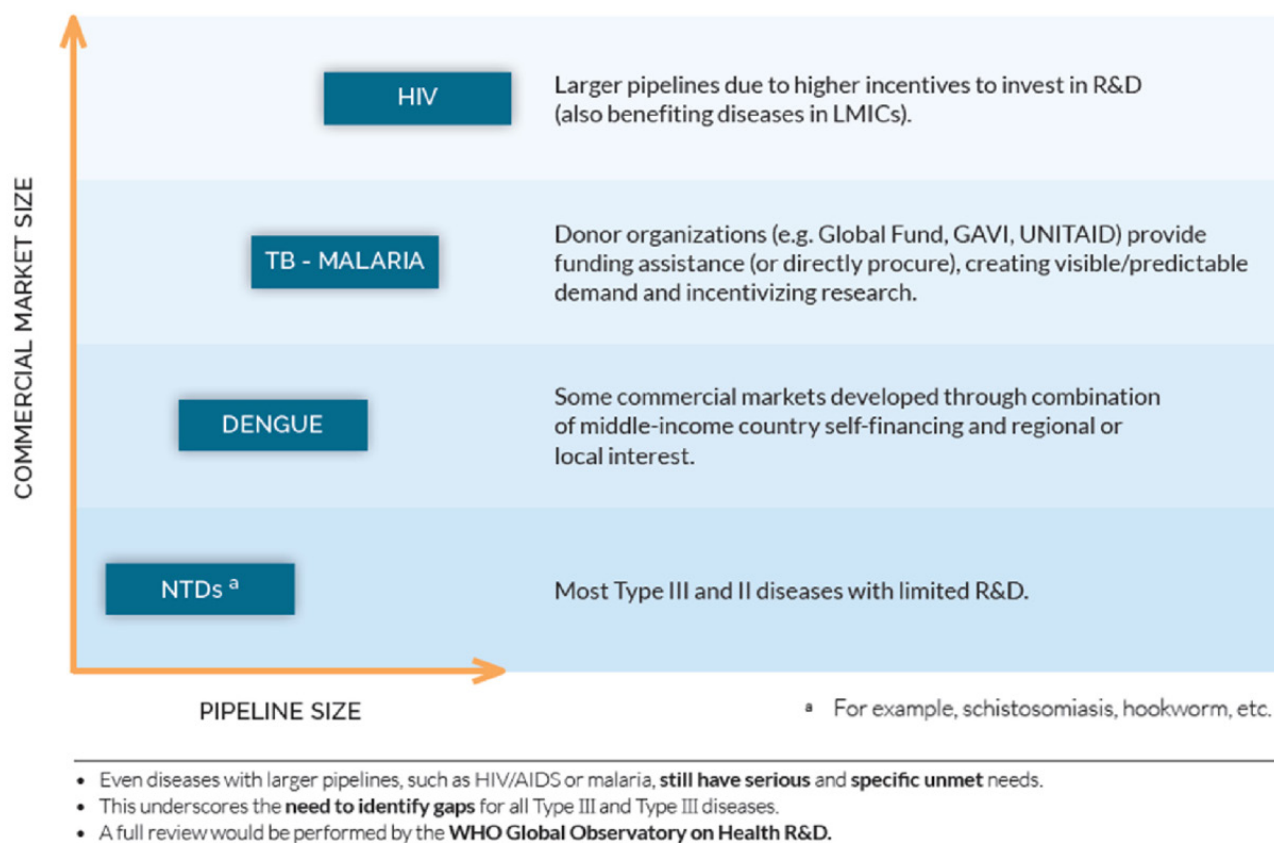 COMMERCIAL MARKET SIZE
HIV
Larger pipelines due to higher incentives to invest in R&D
(also benefiting diseases in LMICs).
TB - MALARIA
Donor organizations (e.g. Global Fund, GAVI, UNITAID) provide
funding assistance (or directly procure), creating visible/predictable
demand and incentivizing research.
DENGUE
Some commercial markets developed through combination
of middle-income country self-financing and regional or
local interest.
NTDs a
Most Type III and II diseases with limited R&D.
PIPELINE SIZE
a For example, schistosomiasis, hookworm, etc.
• Even diseases with larger pipelines, such as HIV/AIDS or malaria, still have serious and specific unmet needs.
• This underscores the need to identify gaps for all Type III and Type III diseases.
• A full review would be performed by the WHO Global Observatory on Health R&D.